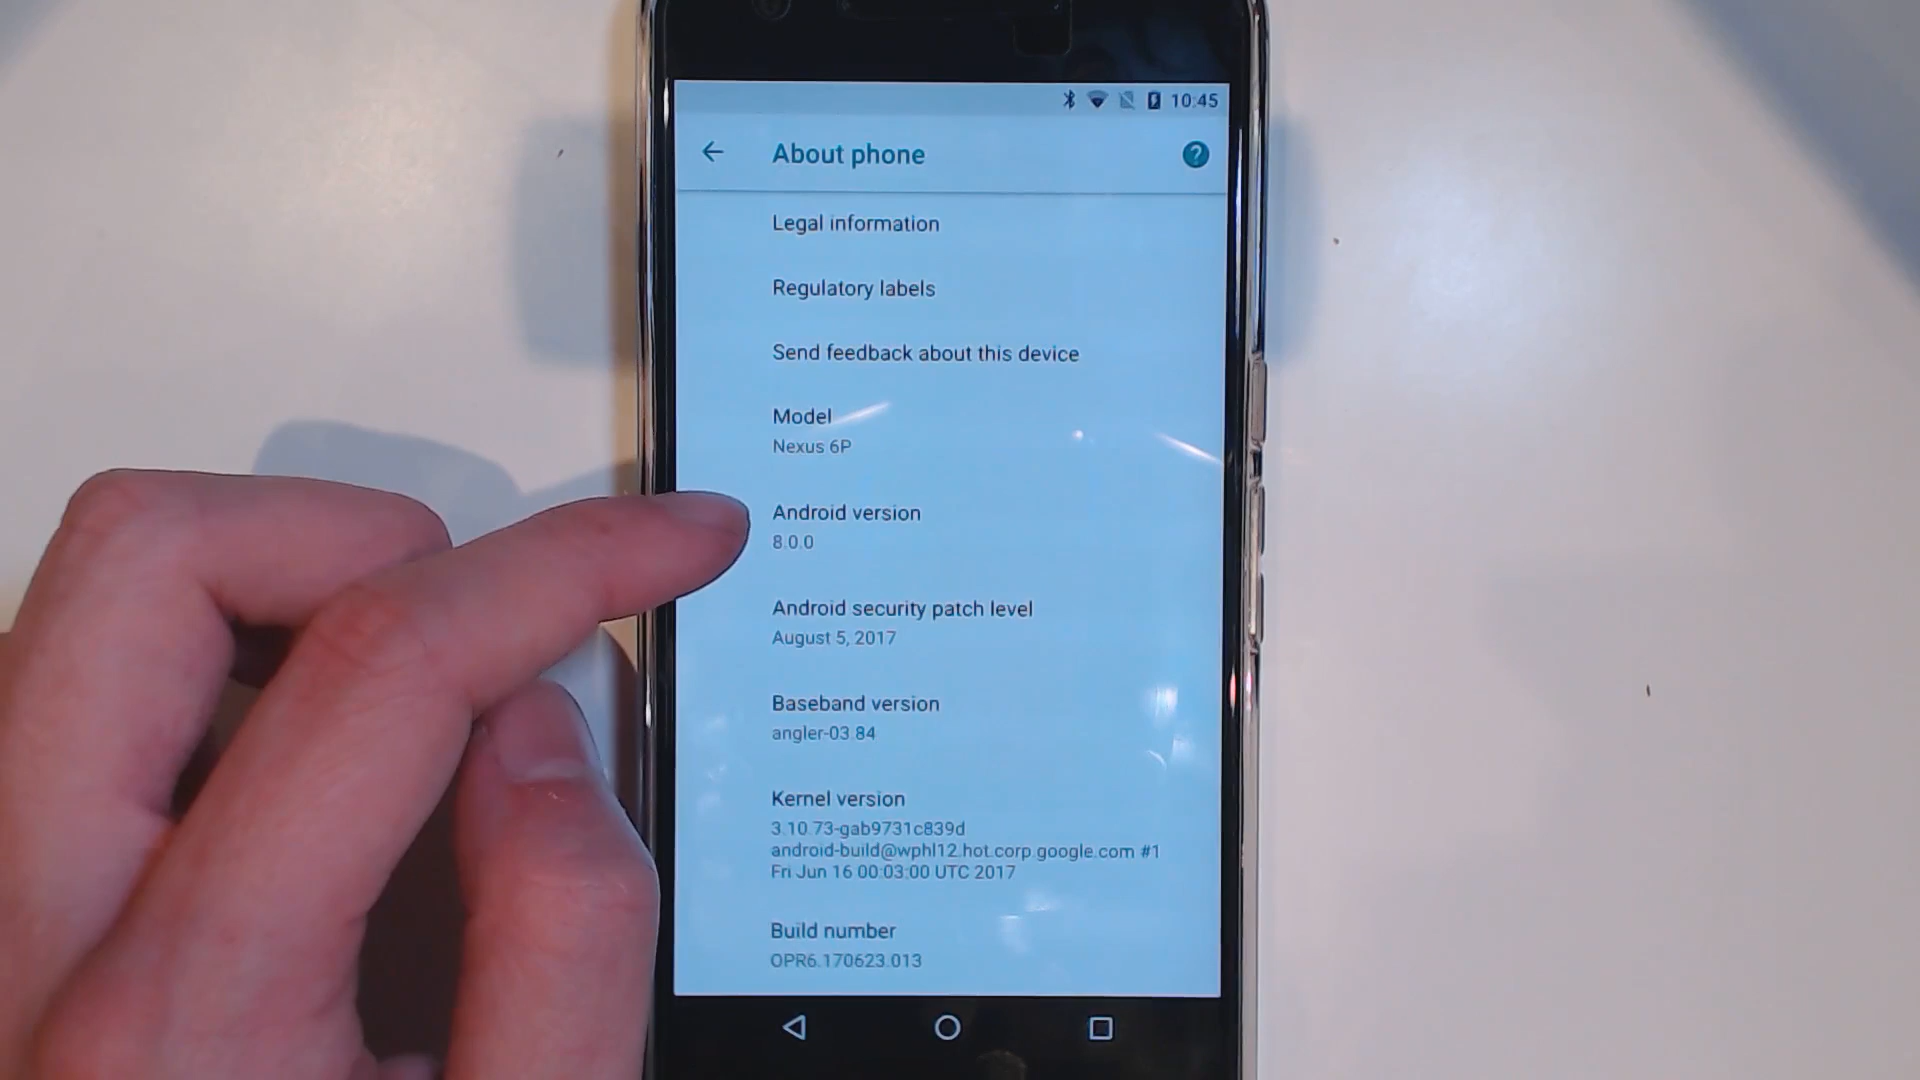 10:45
About phone
Legal information
Regulatory labels
Send feedback about this device
Model
Nexus 6P
Android version
8.0.0
Android security patch level
August 5, 2017
Baseband version
angler-03.84
Kernel version
3.10.73-gab9731c839d
android-build@wphl12.hot.corp.google.com #1
Fri Jun 16 00:03:00 UTC 2017
Build number
OPR6.170623.013